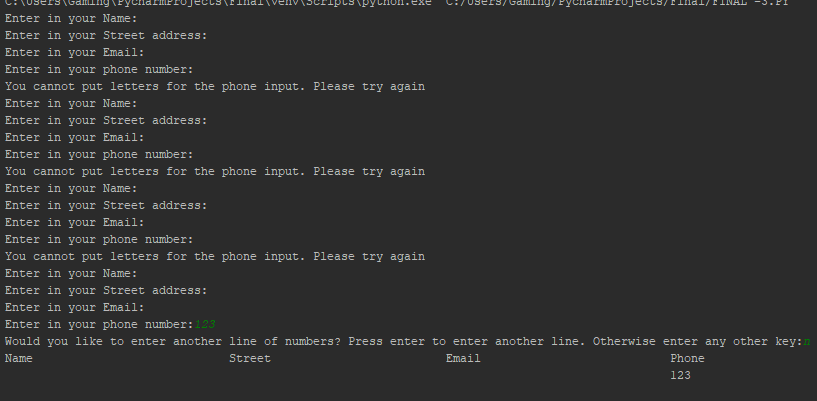 C:\Users\Gaming\PycharmProjects\Final\venv\Scripts\python.exe C:/Users/Gaming/PycharmProjects/Final/FINAL -3.PY
Enter in your Name:
Enter in your Street address:
Enter in your Email:
Enter in your phone number:
You cannot put letters for the phone input. Please try again
Enter in your Name:
Enter in your Street address:
Enter in your Email:
Enter in your phone number:
You cannot put letters for the phone input. Please try again
Enter in your Name:
Enter in your Street address:
Enter in your Email:
Enter in your phone number:
You cannot put letters for the phone input. Please try again
Enter in your Name:
Enter in your Street address:
Enter in your Email:
Enter in your phone number:123
Would you like to enter another line of numbers? Press enter to enter another line. Otherwise enter any other key:n
Name Street Email Phone
123